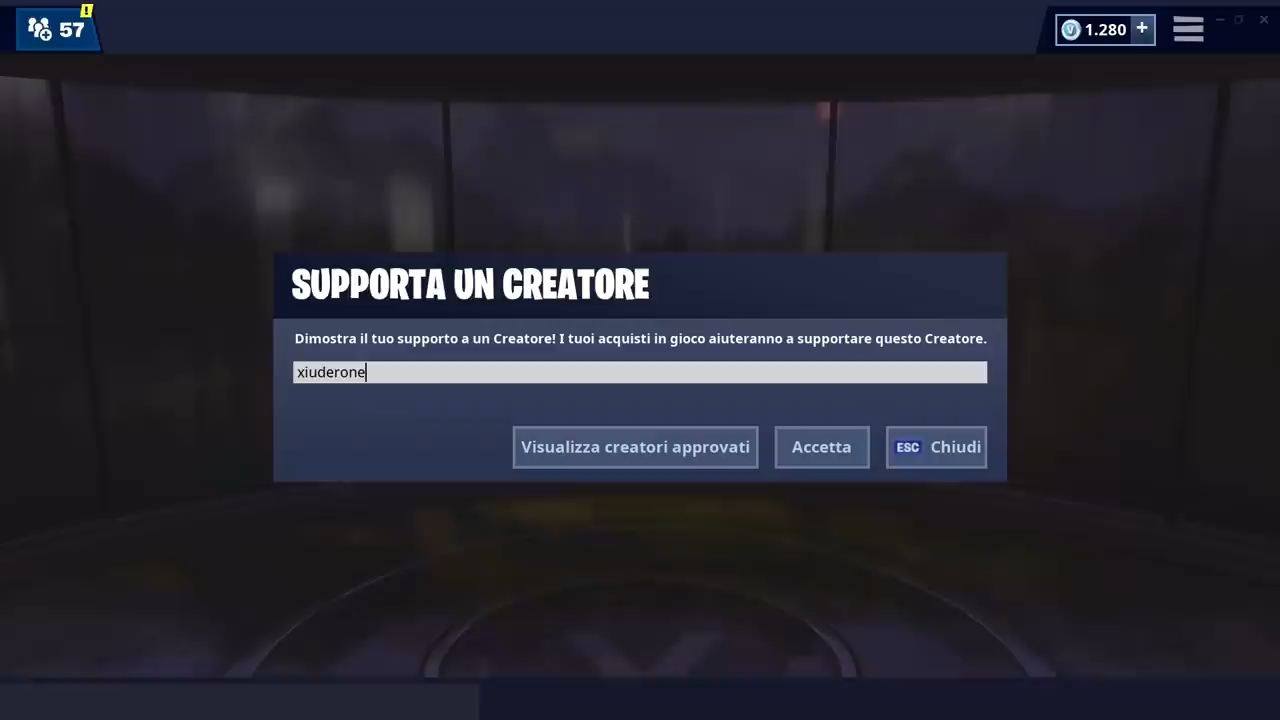 57
!
1.280 +
SUPPORTA UN CREATORE
Dimostra il tuo supporto a un Creatore! I tuoi acquisti in gioco aiuteranno a supportare questo Creatore.
xiuderone
Visualizza creatori approvati
Accetta
ESC Chiudi